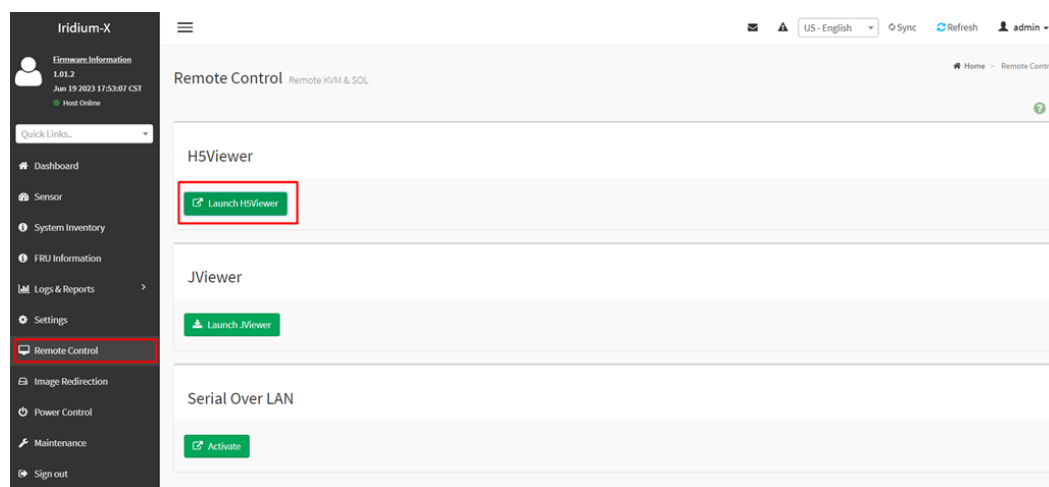 Iridium-X
US - English
Sync
Refresh
admin
Firmware Information
1.01.2
Jun 19 2023 17:53:07 CST
Host Online
Remote Control Remote KVM & SOL
Home > Remote Contr
Quick Links..
Dashboard
Sensor
System Inventory
FRU Information
Logs & Reports
Settings
Remote Control
Image Redirection
Power Control
Maintenance
Sign out
H5Viewer
Launch H5Viewer
JViewer
Launch JViewer
Serial Over LAN
Activate